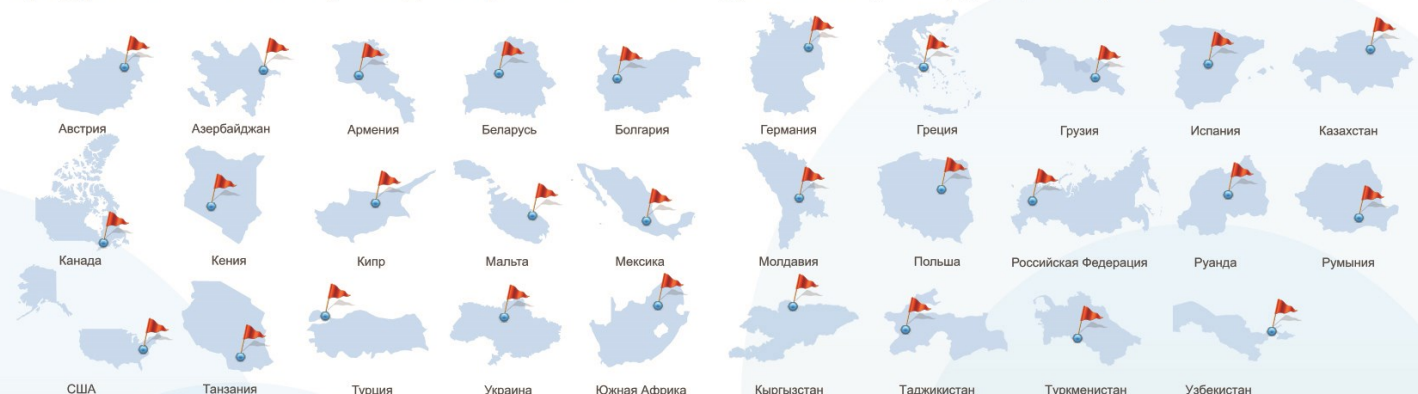 Австрия Азербайджан Армения Беларусь Болгария Германия Греция Грузия Испания Казахстан
Канада Кения Кипр Мальта Мексика Молдавия Польша Российская Федерация Руанда Румыния
США Танзания Турция Украина Южная Африка Кыргызстан Таджикистан Туркменистан Узбекистан